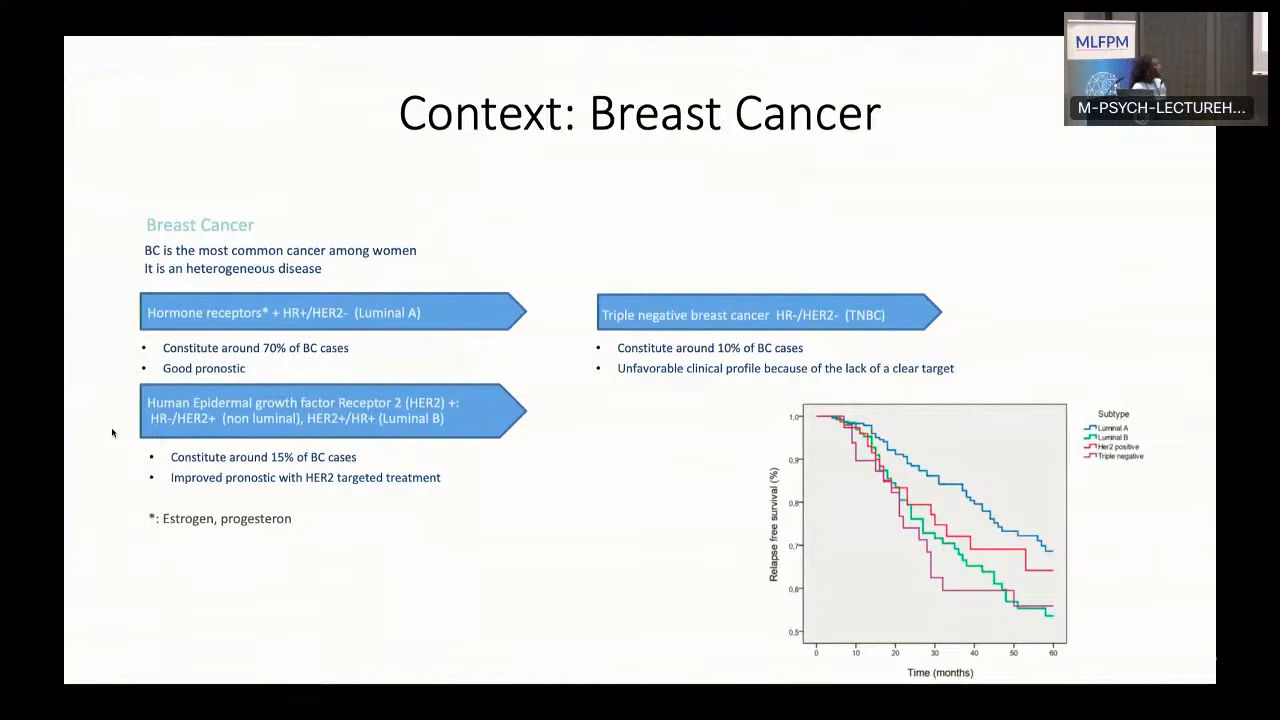 MLFPM
M-PSYCH-LECTUREH...
Context: Breast Cancer
Breast Cancer
BC is the most common cancer among women
It is an heterogeneous disease
Hormone receptors* + HR+/HER2- (Luminal A)
• Constitute around 70% of BC cases
• Good pronostic
Human Epidermal growth factor Receptor 2 (HER2) +:
HR-/HER2+ (non luminal), HER2+/HR+ (Luminal B)
• Constitute around 15% of BC cases
• Improved pronostic with HER2 targeted treatment
*: Estrogen, progesteron
Triple negative breast cancer HR-/HER2- (TNBC)
• Constitute around 10% of BC cases
• Unfavorable clinical profile because of the lack of a clear target
Relapse free survival (%)
1,0
0,9
0,8
0,7
0,6
0,5
0 10 20 30 40 50 60
Time (months)
Subtype
Luminal A
Luminal B
Her2 positive
Triple negative